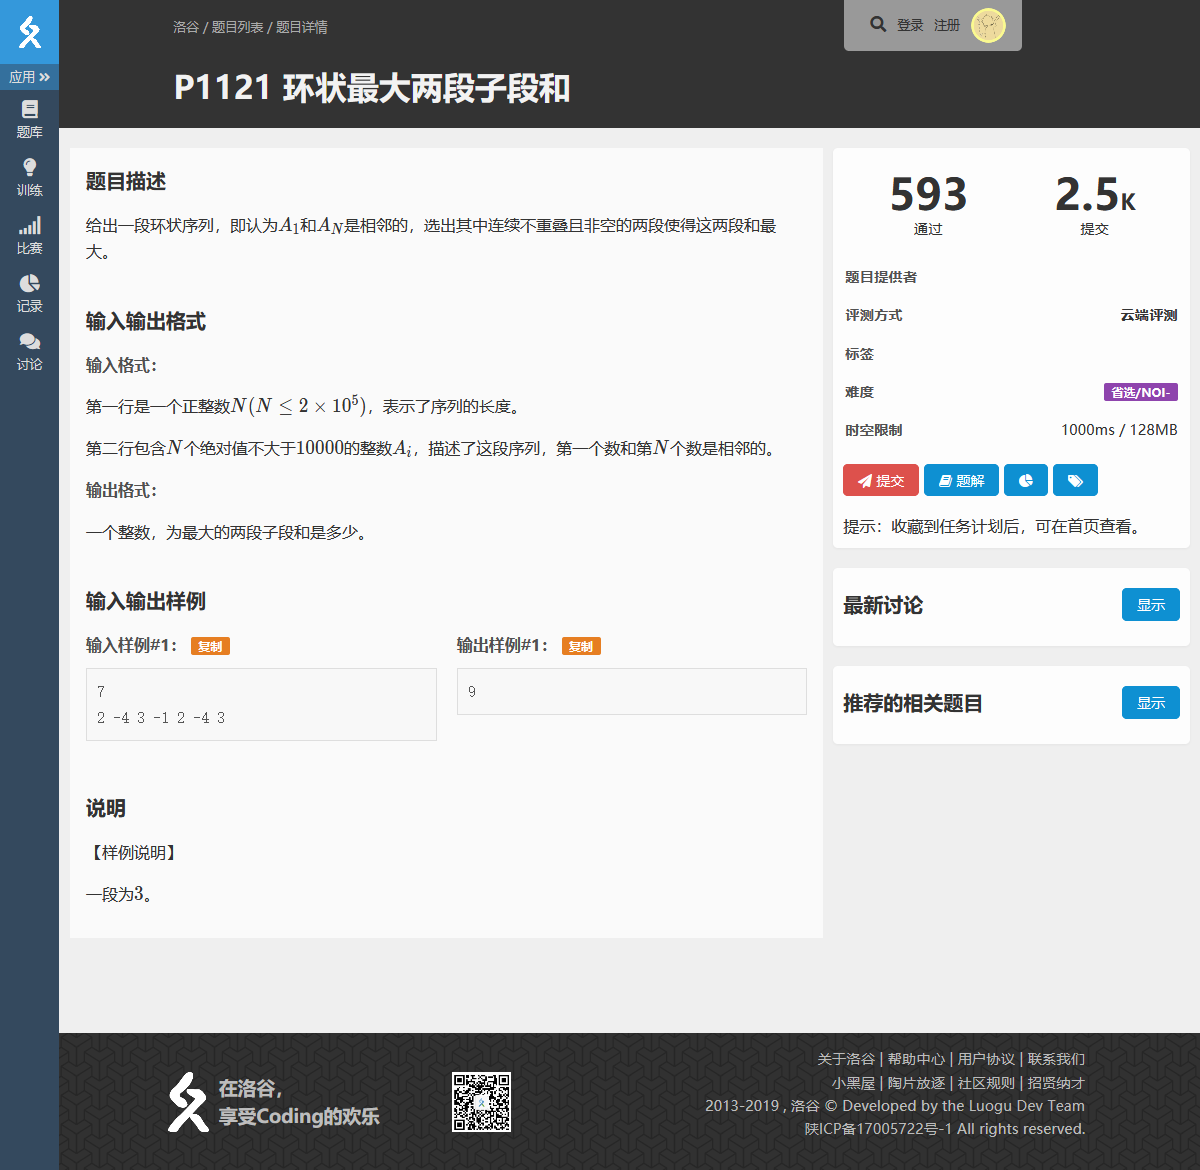 洛谷 / 题目列表 / 题目详情
登录 注册
应用
P1121 环状最大两段子段和
题库
训练
比赛
记录
讨论
题目描述
给出一段环状序列，即认为A1和AN是相邻的，选出其中连续不重叠且非空的两段使得这两段和最
大。
输入输出格式
输入格式：
第一行是一个正整数N(N ≤ 2 × 10^5)，表示了序列的长度。
第二行包含N个绝对值不大于10000的整数Ai，描述了这段序列，第一个数和第N个数是相邻的。
输出格式：
一个整数，为最大的两段子段和是多少。
输入输出样例
输入样例#1： 复制
7
2 -4 3 -1 2 -4 3
输出样例#1： 复制
9
说明
【样例说明】
一段为3。
593 2.5K
通过 提交
题目提供者
评测方式 云端评测
标签
难度 省选/NOI-
时空限制 1000ms / 128MB
提交 题解
提示：收藏到任务计划后，可在首页查看。
最新讨论 显示
推荐的相关题目 显示
在洛谷，
享受Coding的欢乐
关于洛谷 | 帮助中心 | 用户协议 | 联系我们
小黑屋 | 陶片放逐 | 社区规则 | 招贤纳才
2013-2019 , 洛谷 © Developed by the Luogu Dev Team
陕ICP备17005722号-1 All rights reserved.